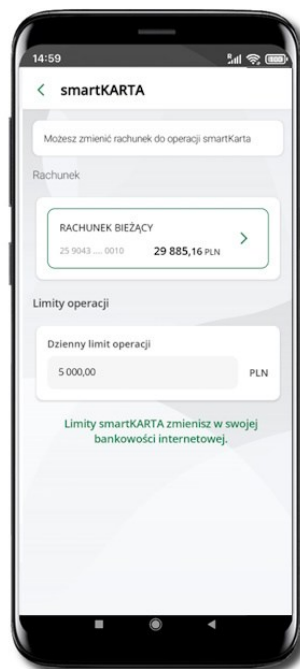 14:59
smartKARTA
Możesz zmienić rachunek do operacji smartKarta
Rachunek
RACHUNEK BIEŻĄCY
25 9043 .... 0010 29 885,16 PLN
Limity operacji
Dzienny limit operacji
5 000,00 PLN
Limity smartKARTA zmienisz w swojej
bankowości internetowej.